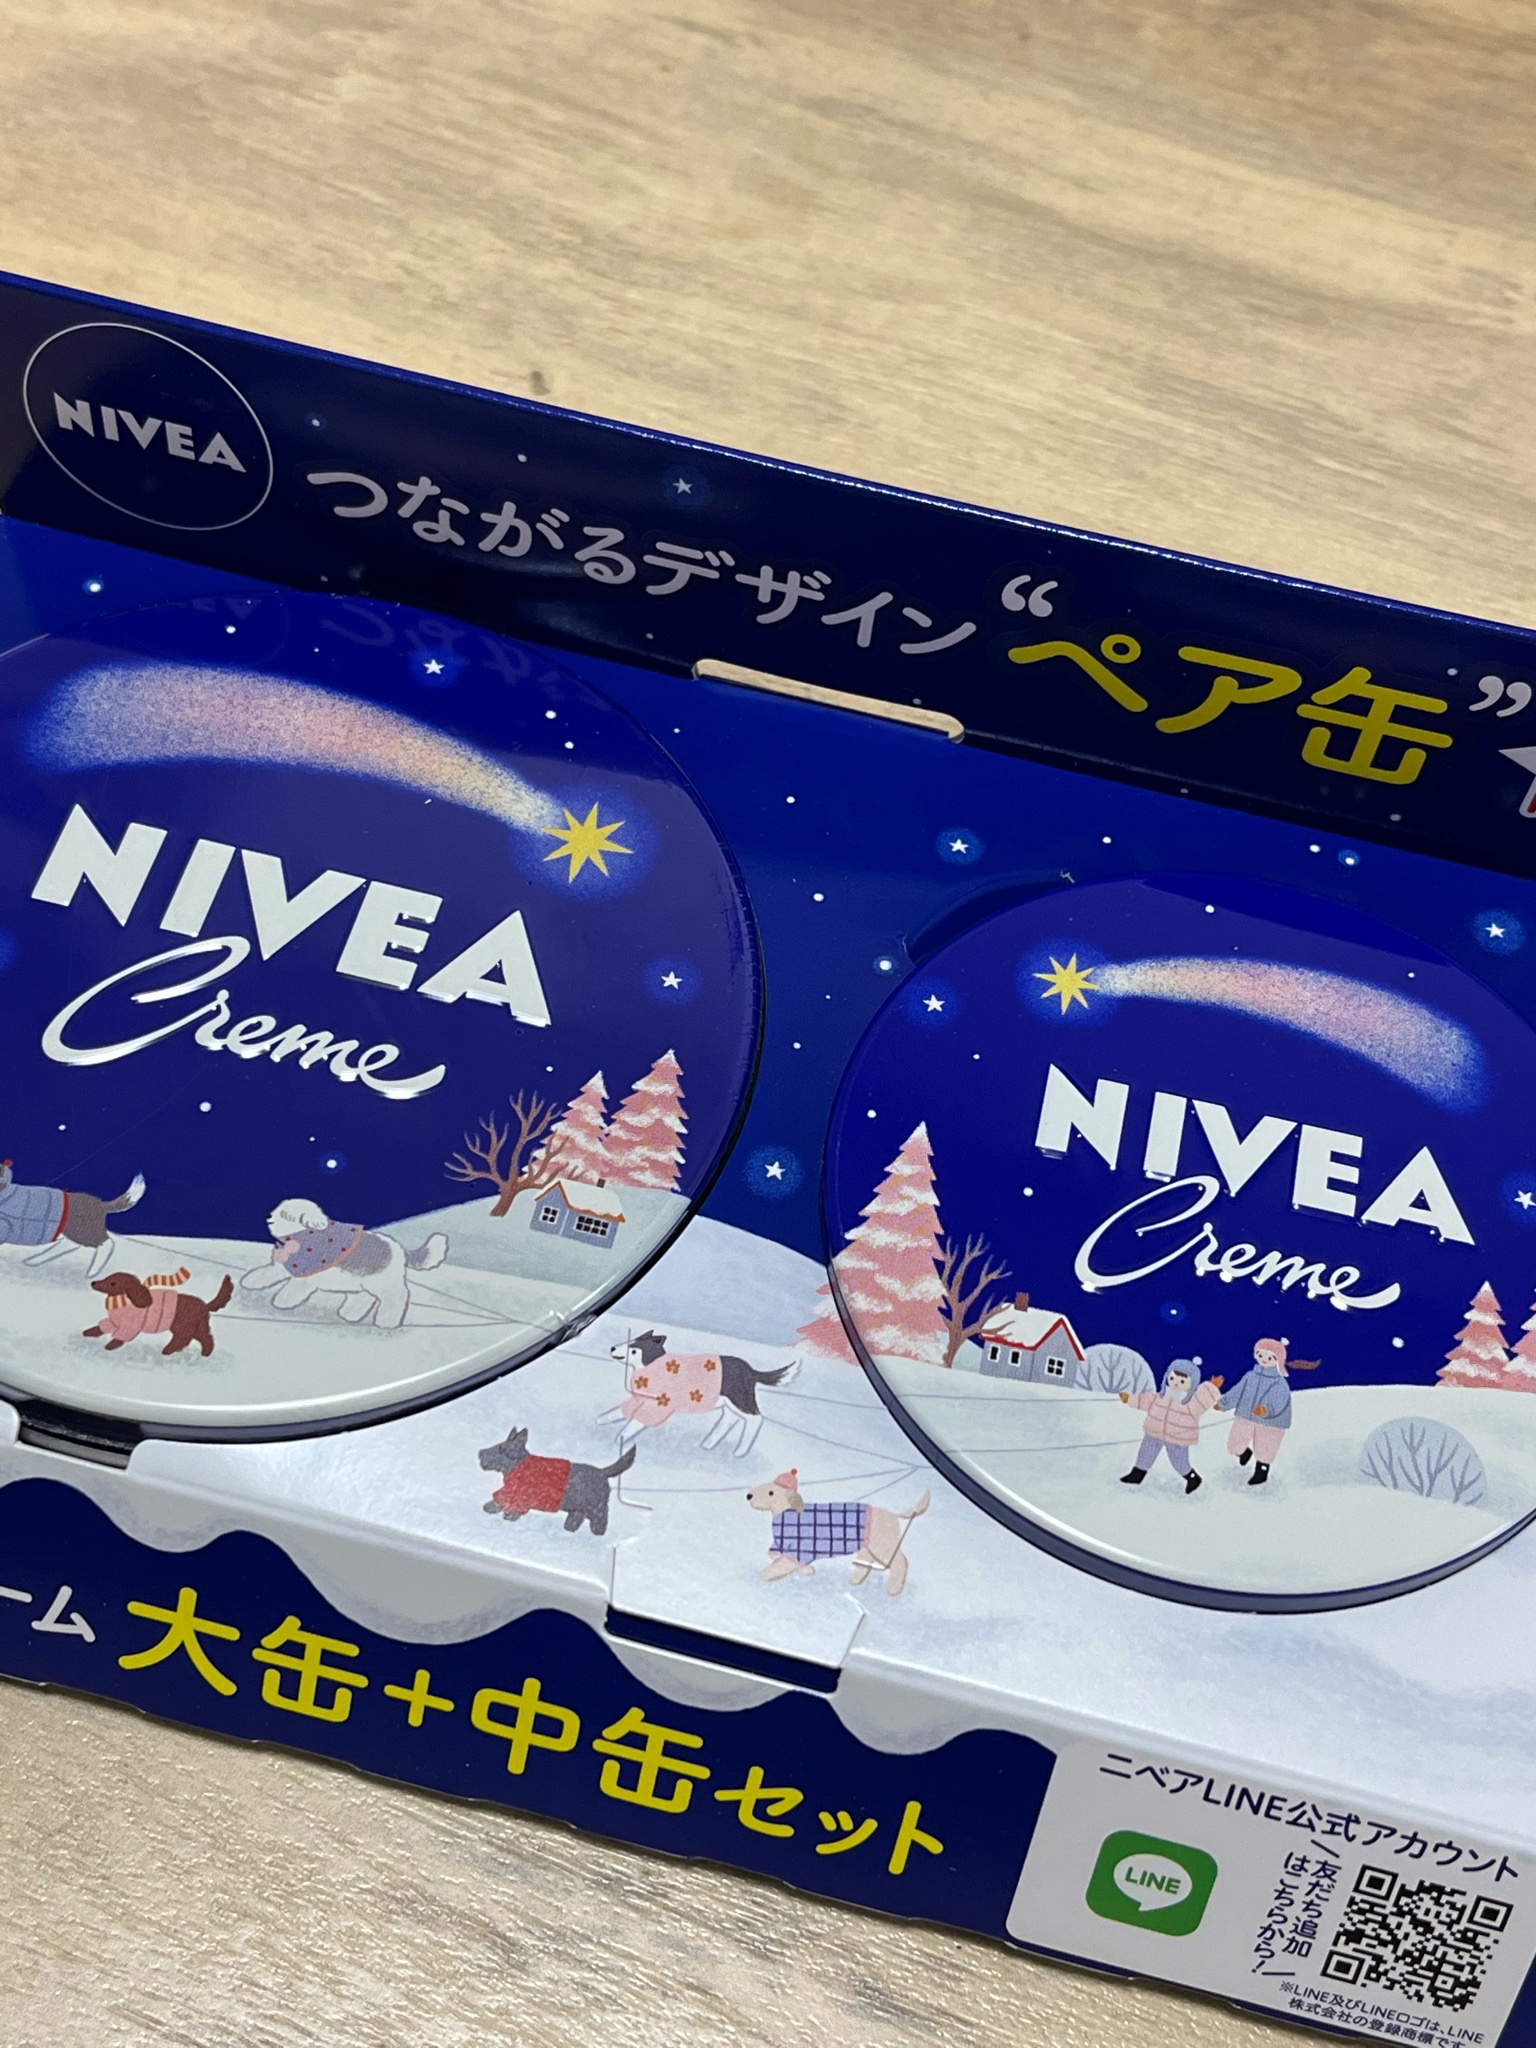 NIVEA
つながるデザイン“ペア缶”
NIVEA
Creme
NIVEA
Creme
ーム 大缶+中缶セット
ニベアLINE公式アカウント
LINE
友だち追加
はこちらから!
※LINE及びLINEロゴは、LINE
株式会社の登録商標です